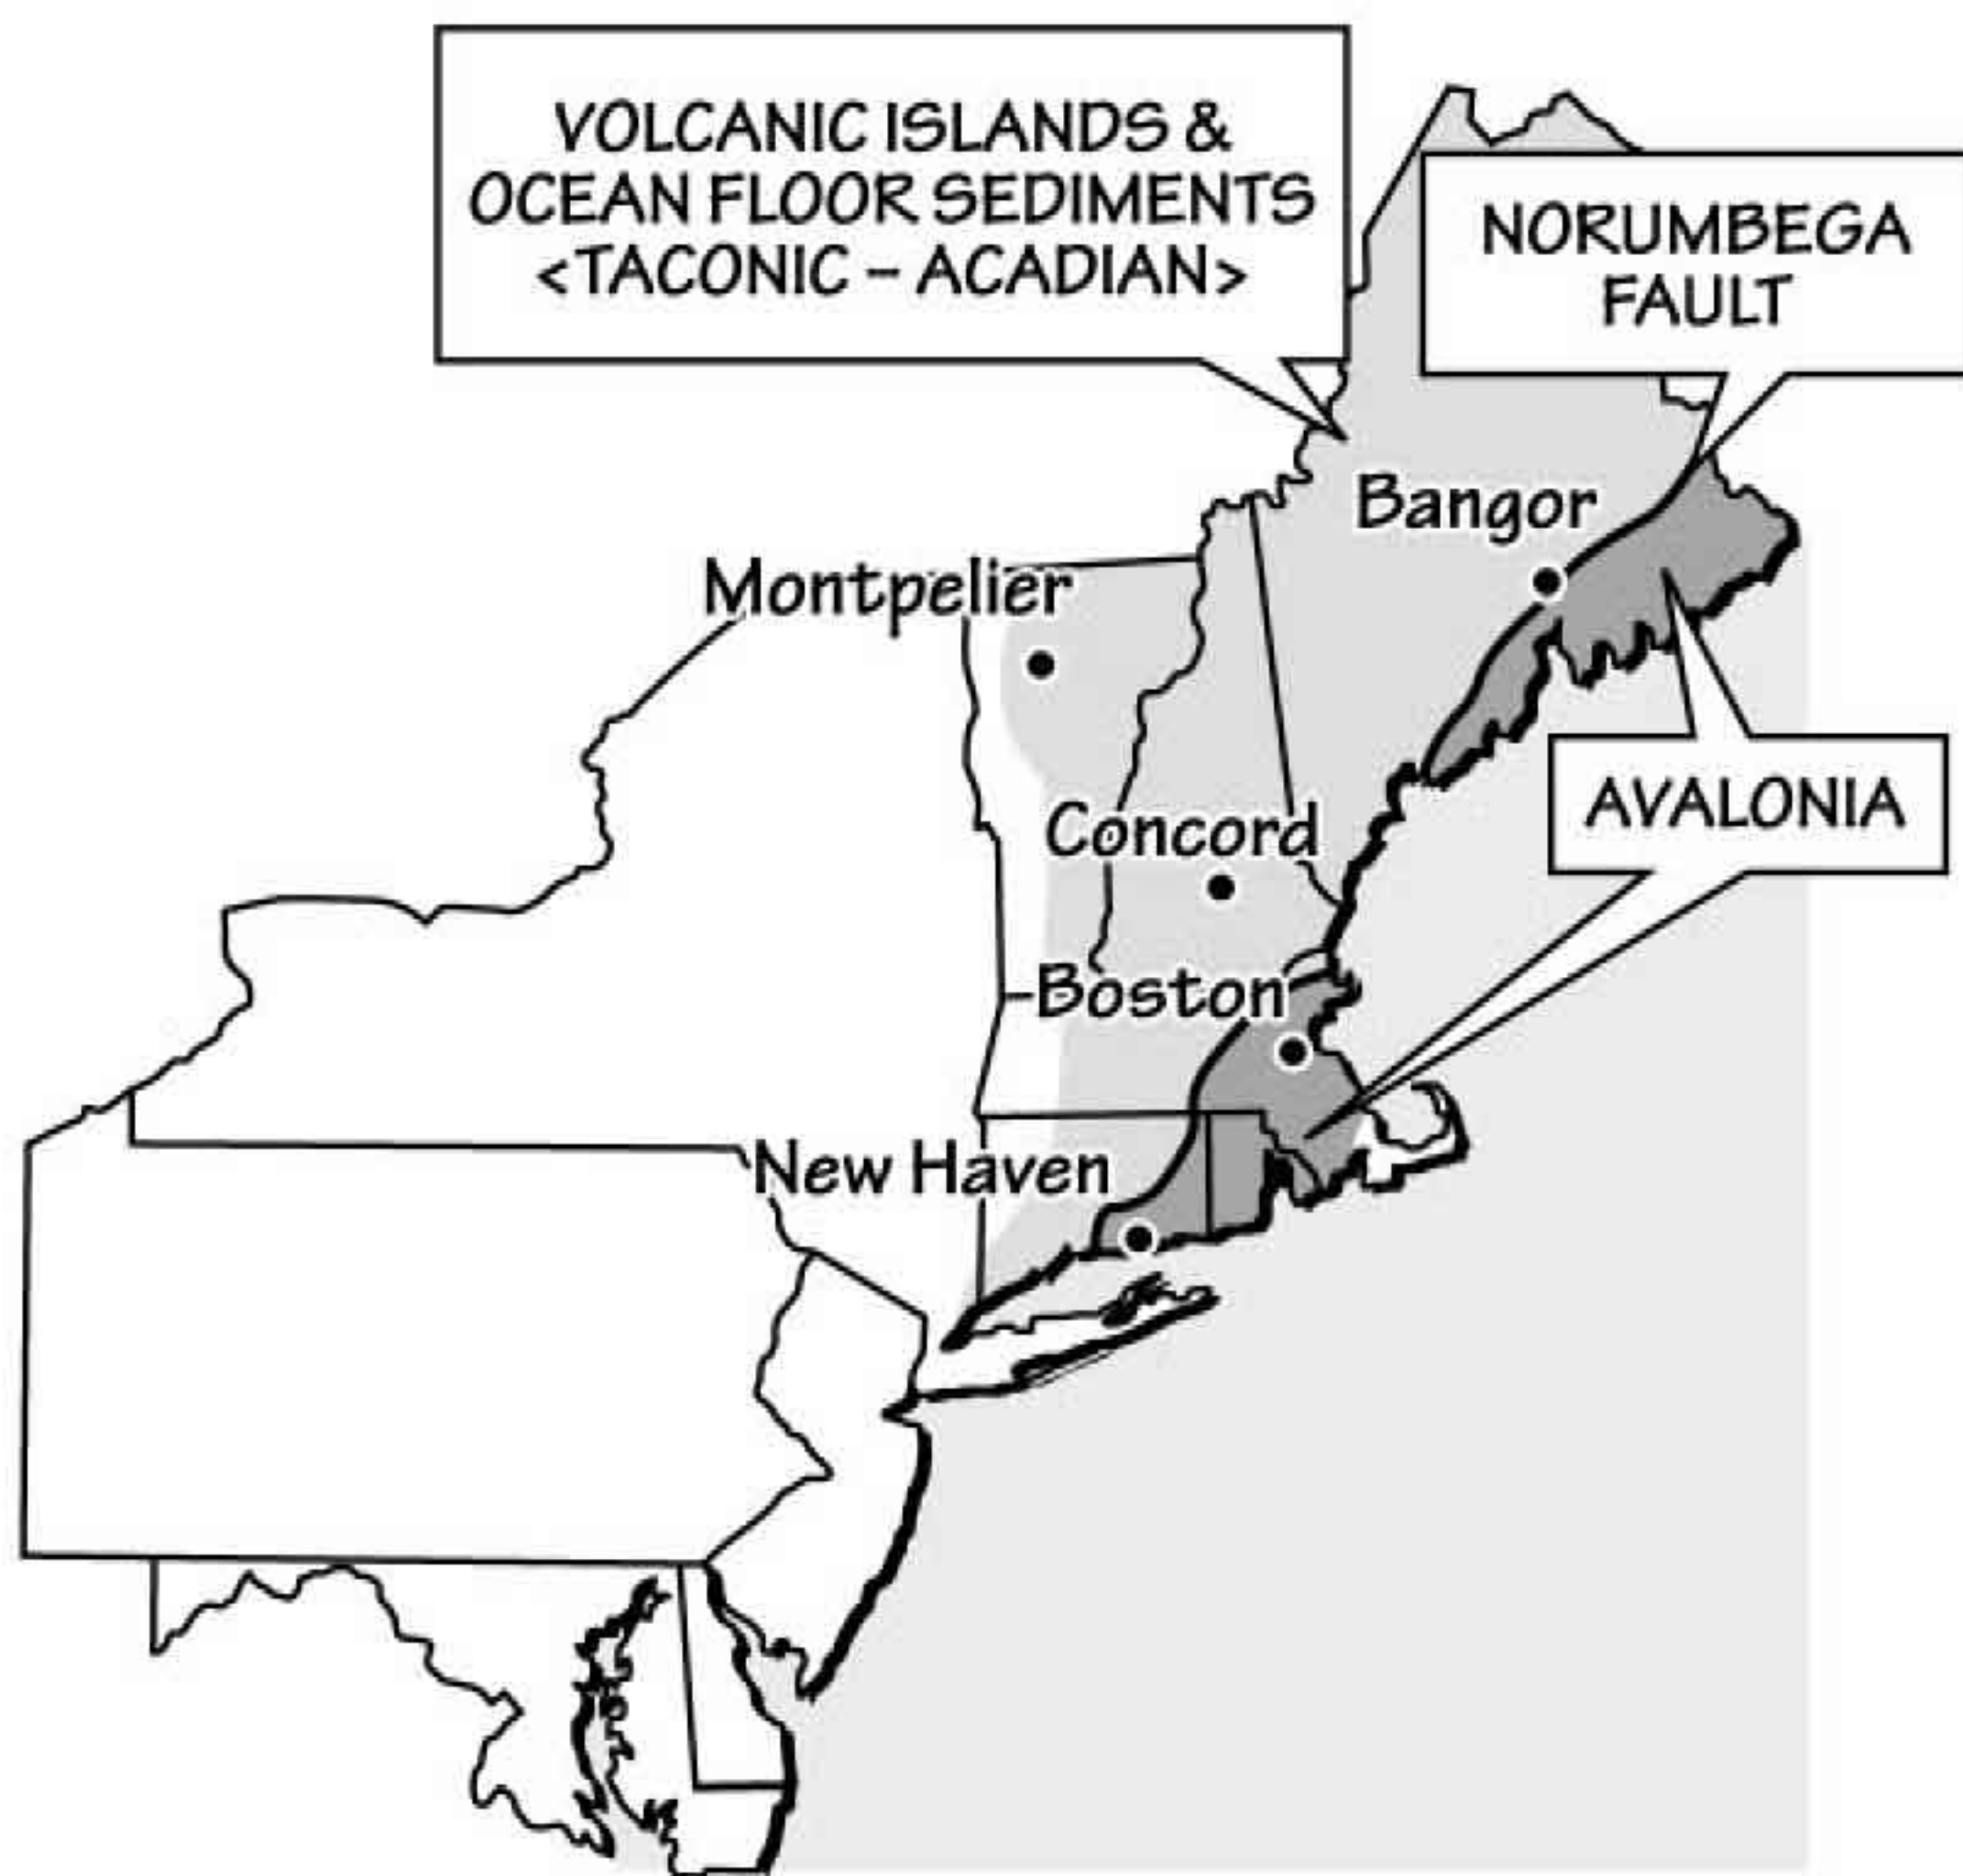 VOLCANIC ISLANDS &
OCEAN FLOOR SEDIMENTS
<TACONIC – ACADIAN>
NORUMBEGA
FAULT
Bangor
Montpelier
AVALONIA
Concord
Boston
New Haven